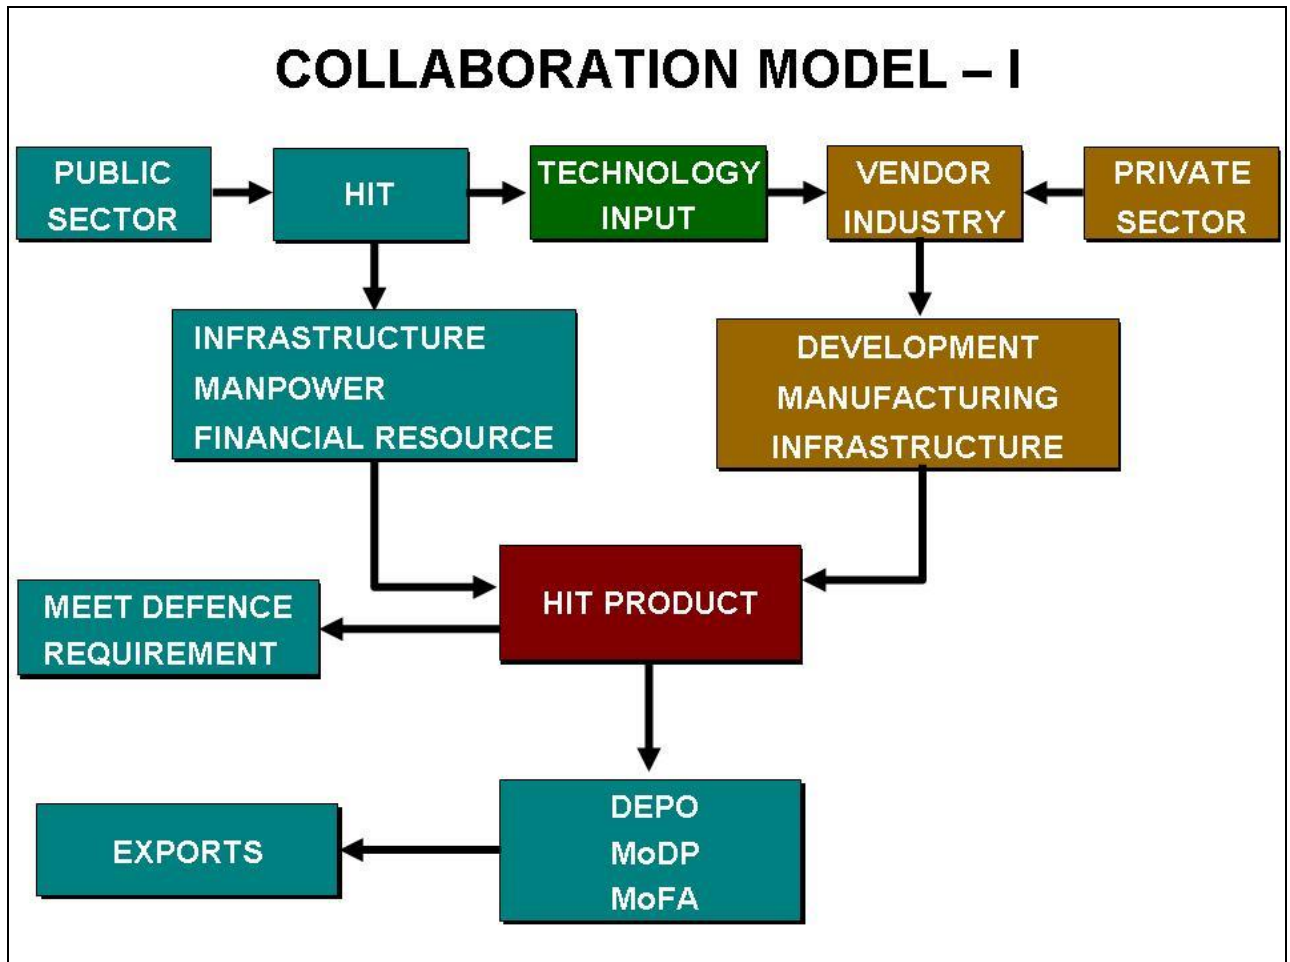 COLLABORATION MODEL – I
PUBLIC
SECTOR
HIT
TECHNOLOGY
INPUT
VENDOR
INDUSTRY
PRIVATE
SECTOR
INFRASTRUCTURE
MANPOWER
FINANCIAL RESOURCE
DEVELOPMENT
MANUFACTURING
INFRASTRUCTURE
HIT PRODUCT
MEET DEFENCE
REQUIREMENT
DEPO
MoDP
MoFA
EXPORTS